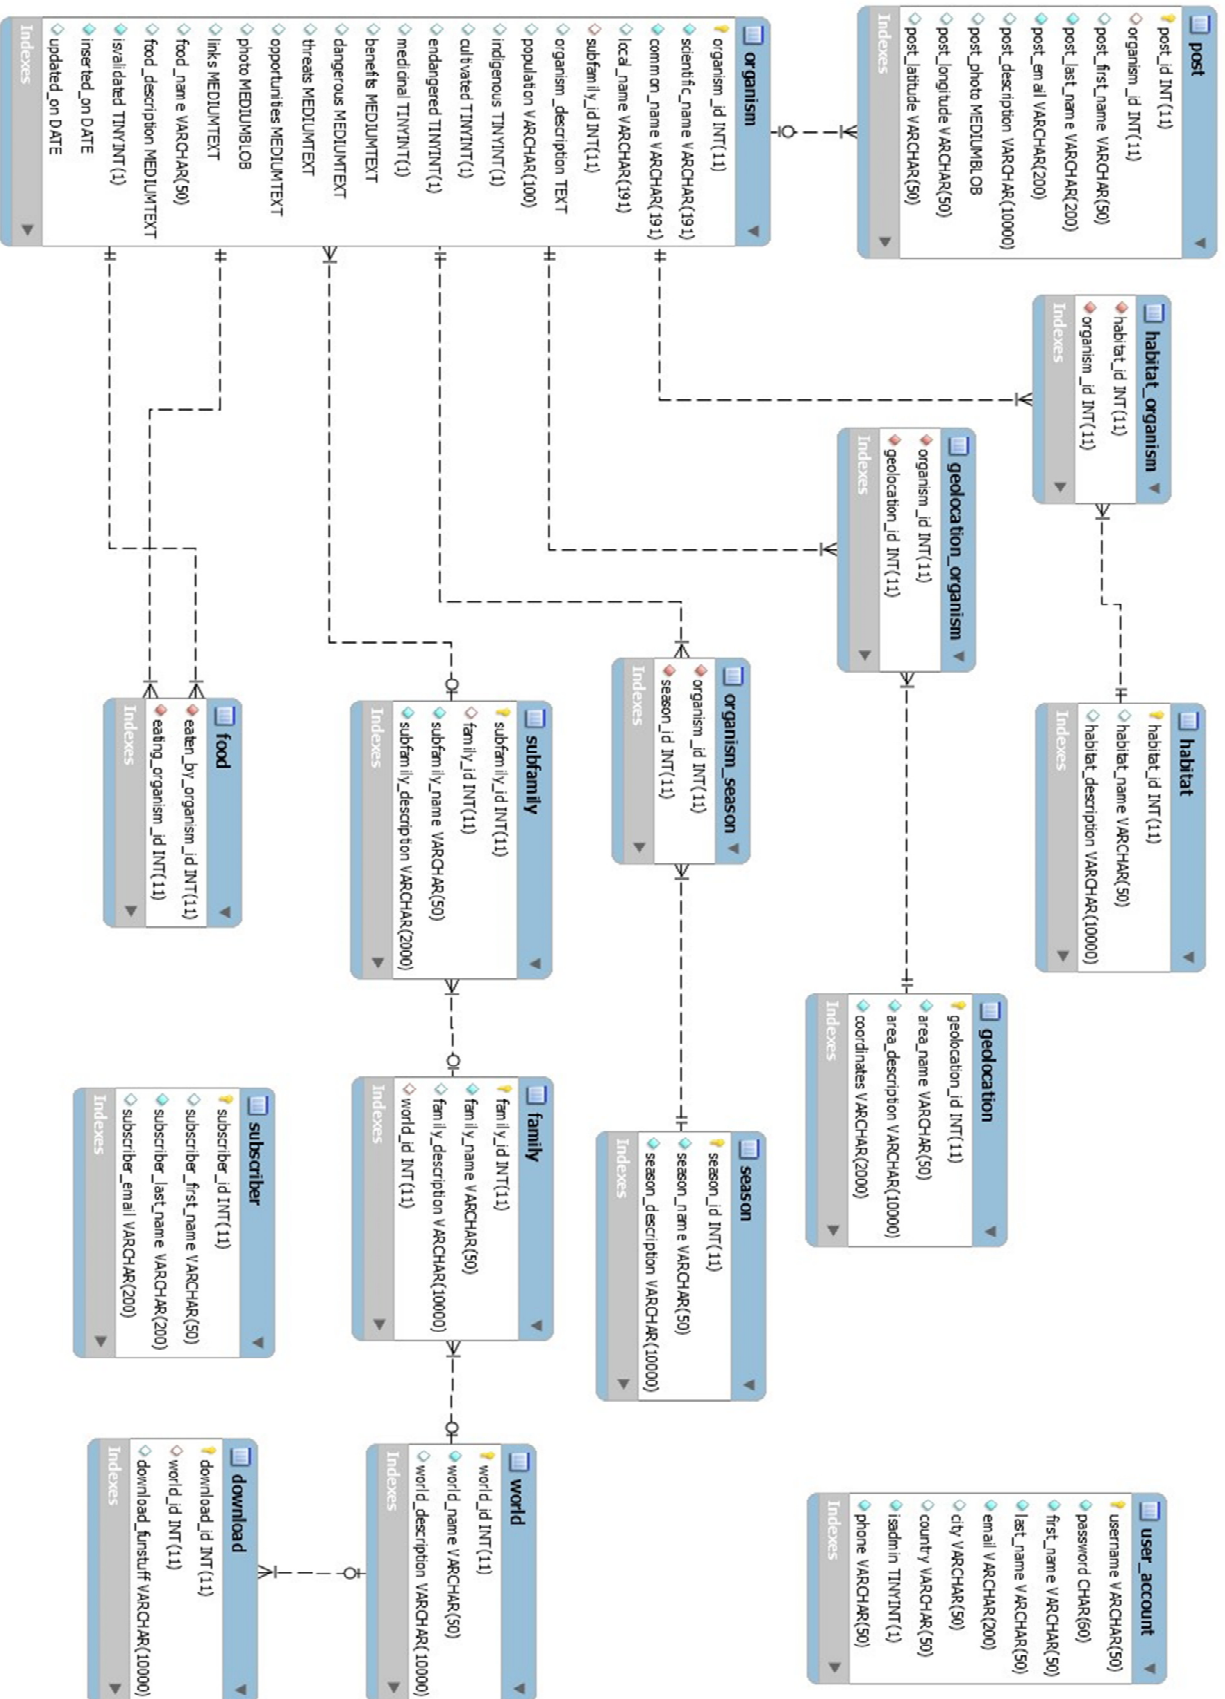 post
post_id INT(11)
organism_id INT(11)
post_first_name VARCHAR(50)
post_last_name VARCHAR(200)
post_email VARCHAR(200)
post_description VARCHAR(10000)
post_photo MEDIUMBLOB
post_longitude VARCHAR(50)
post_latitude VARCHAR(50)
Indexes
habitat_organism
habitat_id INT(11)
organism_id INT(11)
Indexes
habitat
habitat_id INT(11)
habitat_name VARCHAR(50)
habitat_description VARCHAR(10000)
Indexes
user_account
username VARCHAR(50)
password CHAR(60)
first_name VARCHAR(50)
last_name VARCHAR(50)
email VARCHAR(200)
city VARCHAR(50)
country VARCHAR(50)
isadmin TINYINT(1)
phone VARCHAR(50)
Indexes
geolocation_organism
organism_id INT(11)
geolocation_id INT(11)
Indexes
geolocation
geolocation_id INT(11)
area_name VARCHAR(50)
area_description VARCHAR(10000)
coordinates VARCHAR(2000)
Indexes
organism
organism_id INT(11)
scientific_name VARCHAR(191)
common_name VARCHAR(191)
local_name VARCHAR(191)
subfamily_id INT(11)
organism_description TEXT
population VARCHAR(100)
indigenous TINYINT(1)
cultivated TINYINT(1)
endangered TINYINT(1)
medicinal TINYINT(1)
benefits MEDIUMTEXT
dangerous MEDIUMTEXT
threats MEDIUMTEXT
opportunities MEDIUMTEXT
photo MEDIUMBLOB
links MEDIUMTEXT
food_name VARCHAR(50)
food_description MEDIUMTEXT
isvalidated TINYINT(1)
inserted_on DATE
updated_on DATE
Indexes
organism_season
organism_id INT(11)
season_id INT(11)
Indexes
season
season_id INT(11)
season_name VARCHAR(50)
season_description VARCHAR(10000)
Indexes
subfamily
subfamily_id INT(11)
family_id INT(11)
subfamily_name VARCHAR(50)
subfamily_description VARCHAR(2000)
Indexes
family
family_id INT(11)
family_name VARCHAR(50)
family_description VARCHAR(10000)
world_id INT(11)
Indexes
world
world_id INT(11)
world_name VARCHAR(50)
world_description VARCHAR(10000)
Indexes
food
eaten_by_organism_id INT(11)
eating_organism_id INT(11)
Indexes
subscriber
subscriber_id INT(11)
subscriber_first_name VARCHAR(50)
subscriber_last_name VARCHAR(200)
subscriber_email VARCHAR(200)
Indexes
download
download_id INT(11)
world_id INT(11)
download_funstuff VARCHAR(10000)
Indexes